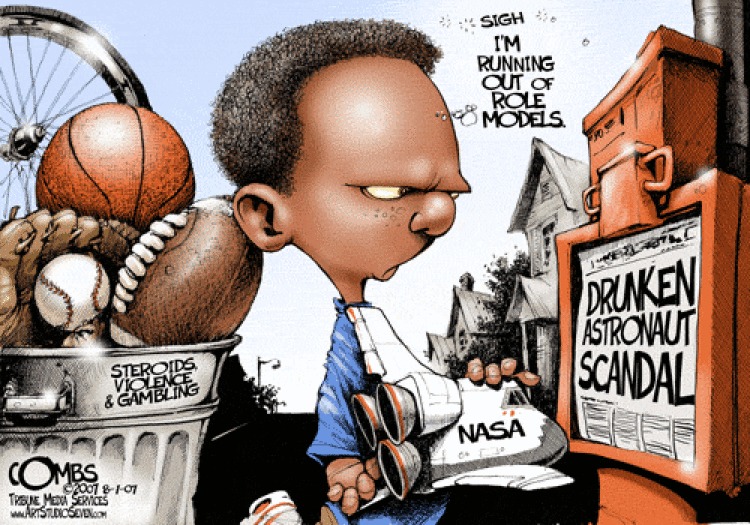 SIGH
I'M
RUNNING
OUT OF
ROLE
MODELS.
DRUNKEN
ASTRONAUT
SCANDAL
STEROIDS,
VIOLENCE,
& GAMBLING
NASA
COMBS
©2007 8-1-07
TRIBUNE MEDIA SERVICES
WWW.ARTSTUDIOSEVEN.COM